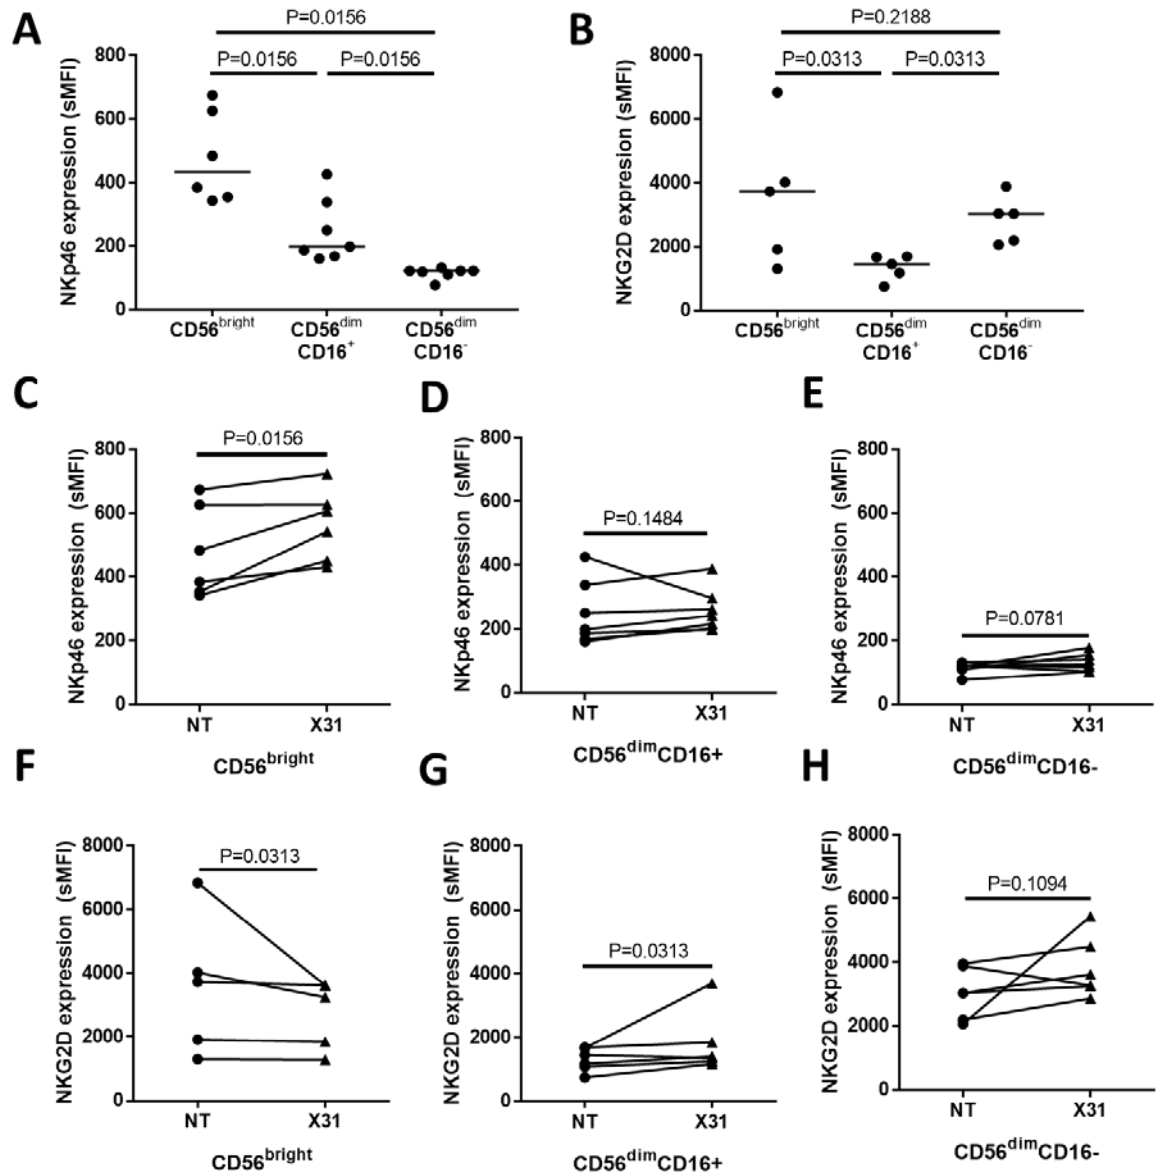 A
P=0.0156
P=0.0156
P=0.0156
NKp46 expression (sMFI)
800
600
400
200
0
CD56bright
CD56dim
CD16+
CD56dim
CD16-
B
P=0.2188
P=0.0313
P=0.0313
NKG2D expression (sMFI)
8000
6000
4000
2000
0
CD56bright
CD56dim
CD16+
CD56dim
CD16-
C
P=0.0156
NKp46 expression (sMFI)
800
600
400
200
0
NT
X31
CD56bright
D
P=0.1484
NKp46 expression (sMFI)
800
600
400
200
0
NT
X31
CD56dimCD16+
E
P=0.0781
NKp46 expression (sMFI)
800
600
400
200
0
NT
X31
CD56dimCD16-
F
P=0.0313
NKG2D expression (sMFI)
8000
6000
4000
2000
0
NT
X31
CD56bright
G
P=0.0313
NKG2D expression (sMFI)
8000
6000
4000
2000
0
NT
X31
CD56dimCD16+
H
P=0.1094
NKG2D expression (sMFI)
8000
6000
4000
2000
0
NT
X31
CD56dimCD16-